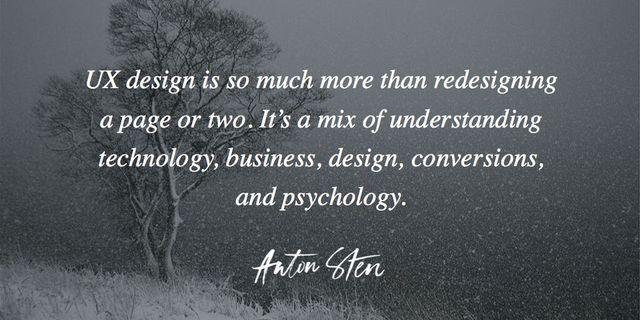 UX design is so much more than redesigning
a page or two. It’s a mix of understanding
technology, business, design, conversions,
and psychology.
Anton Sten